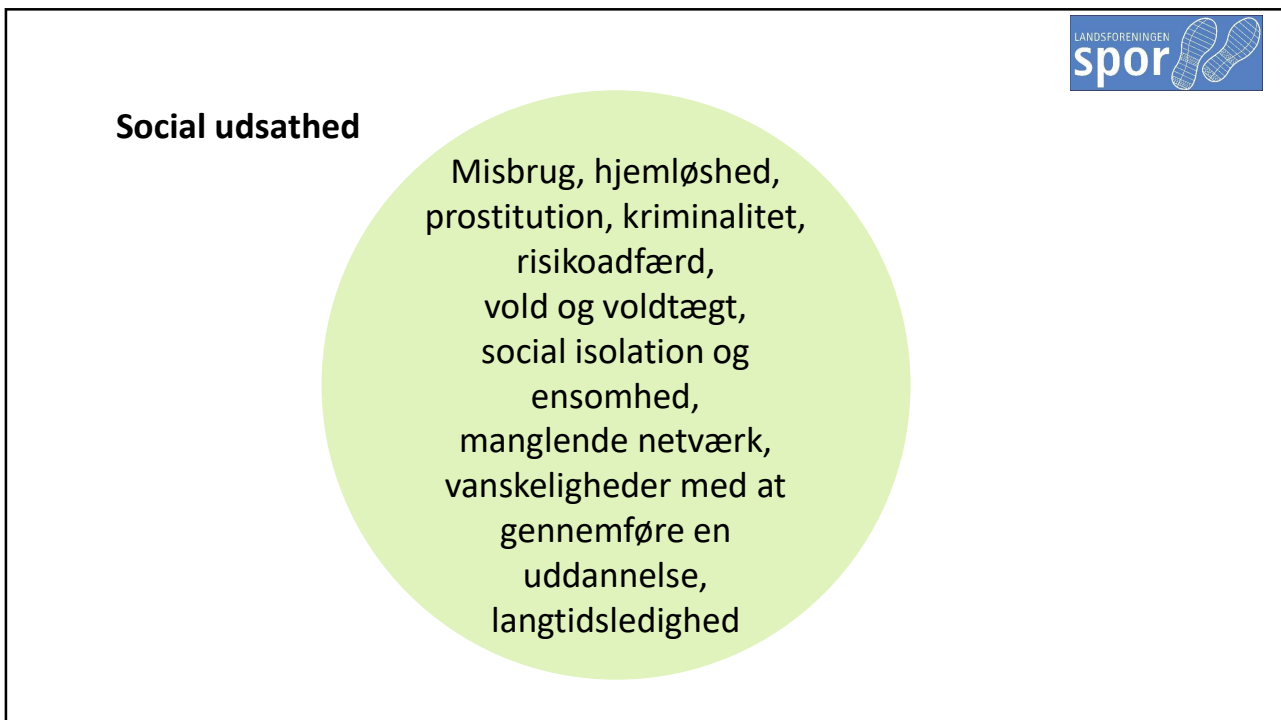 LANDSFORENINGEN
spor
Social udsathed
Misbrug, hjemløshed,
prostitution, kriminalitet,
risikoadfærd,
vold og voldtægt,
social isolation og
ensomhed,
manglende netværk,
vanskeligheder med at
gennemføre en
uddannelse,
langtidsledighed